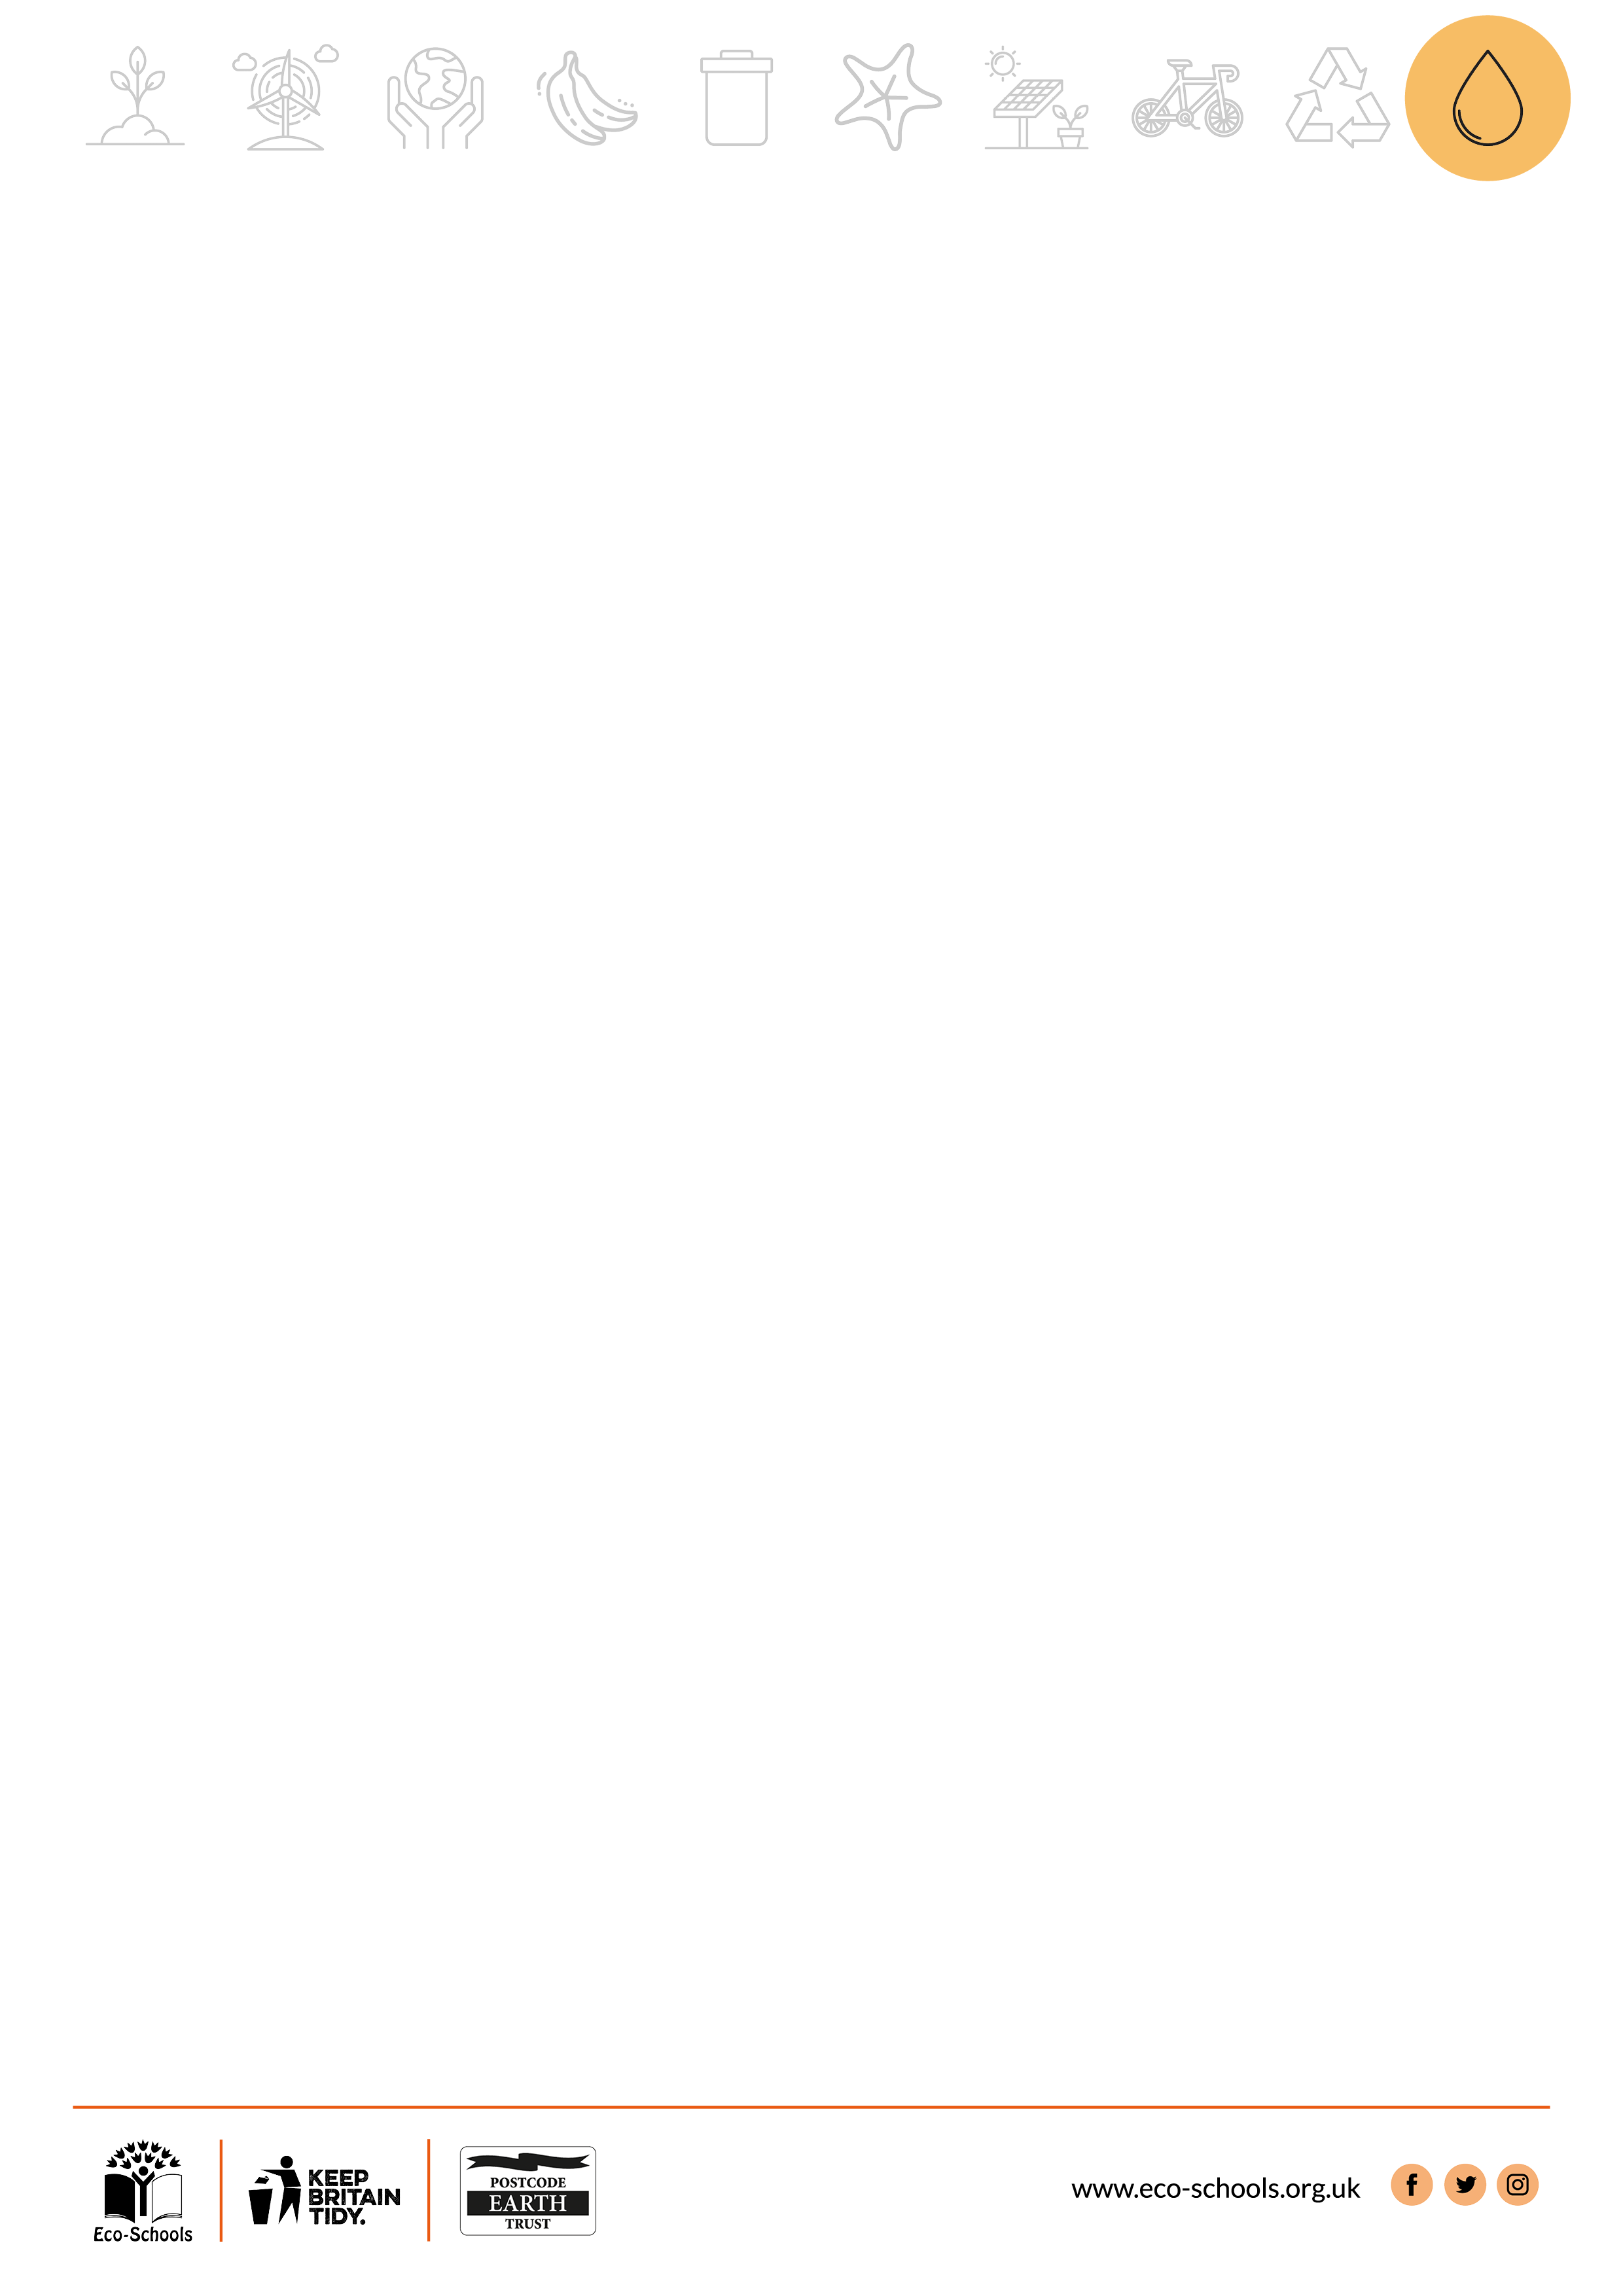 Eco-Schools
KEEP
BRITAIN
TIDY.
POSTCODE
EARTH
TRUST
www.eco-schools.org.uk